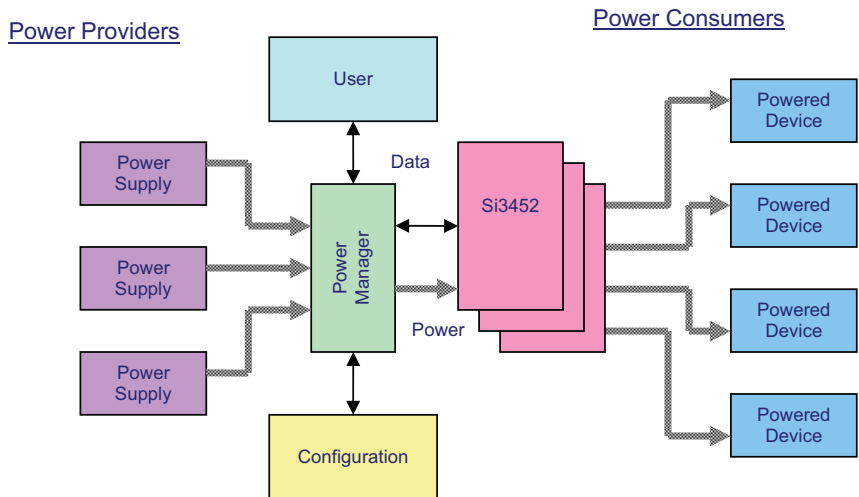 Power Providers
Power Consumers
User
Data
Power
Supply
Power
Supply
Power
Supply
Power
Manager
Si3452
Power
Configuration
Powered
Device
Powered
Device
Powered
Device
Powered
Device